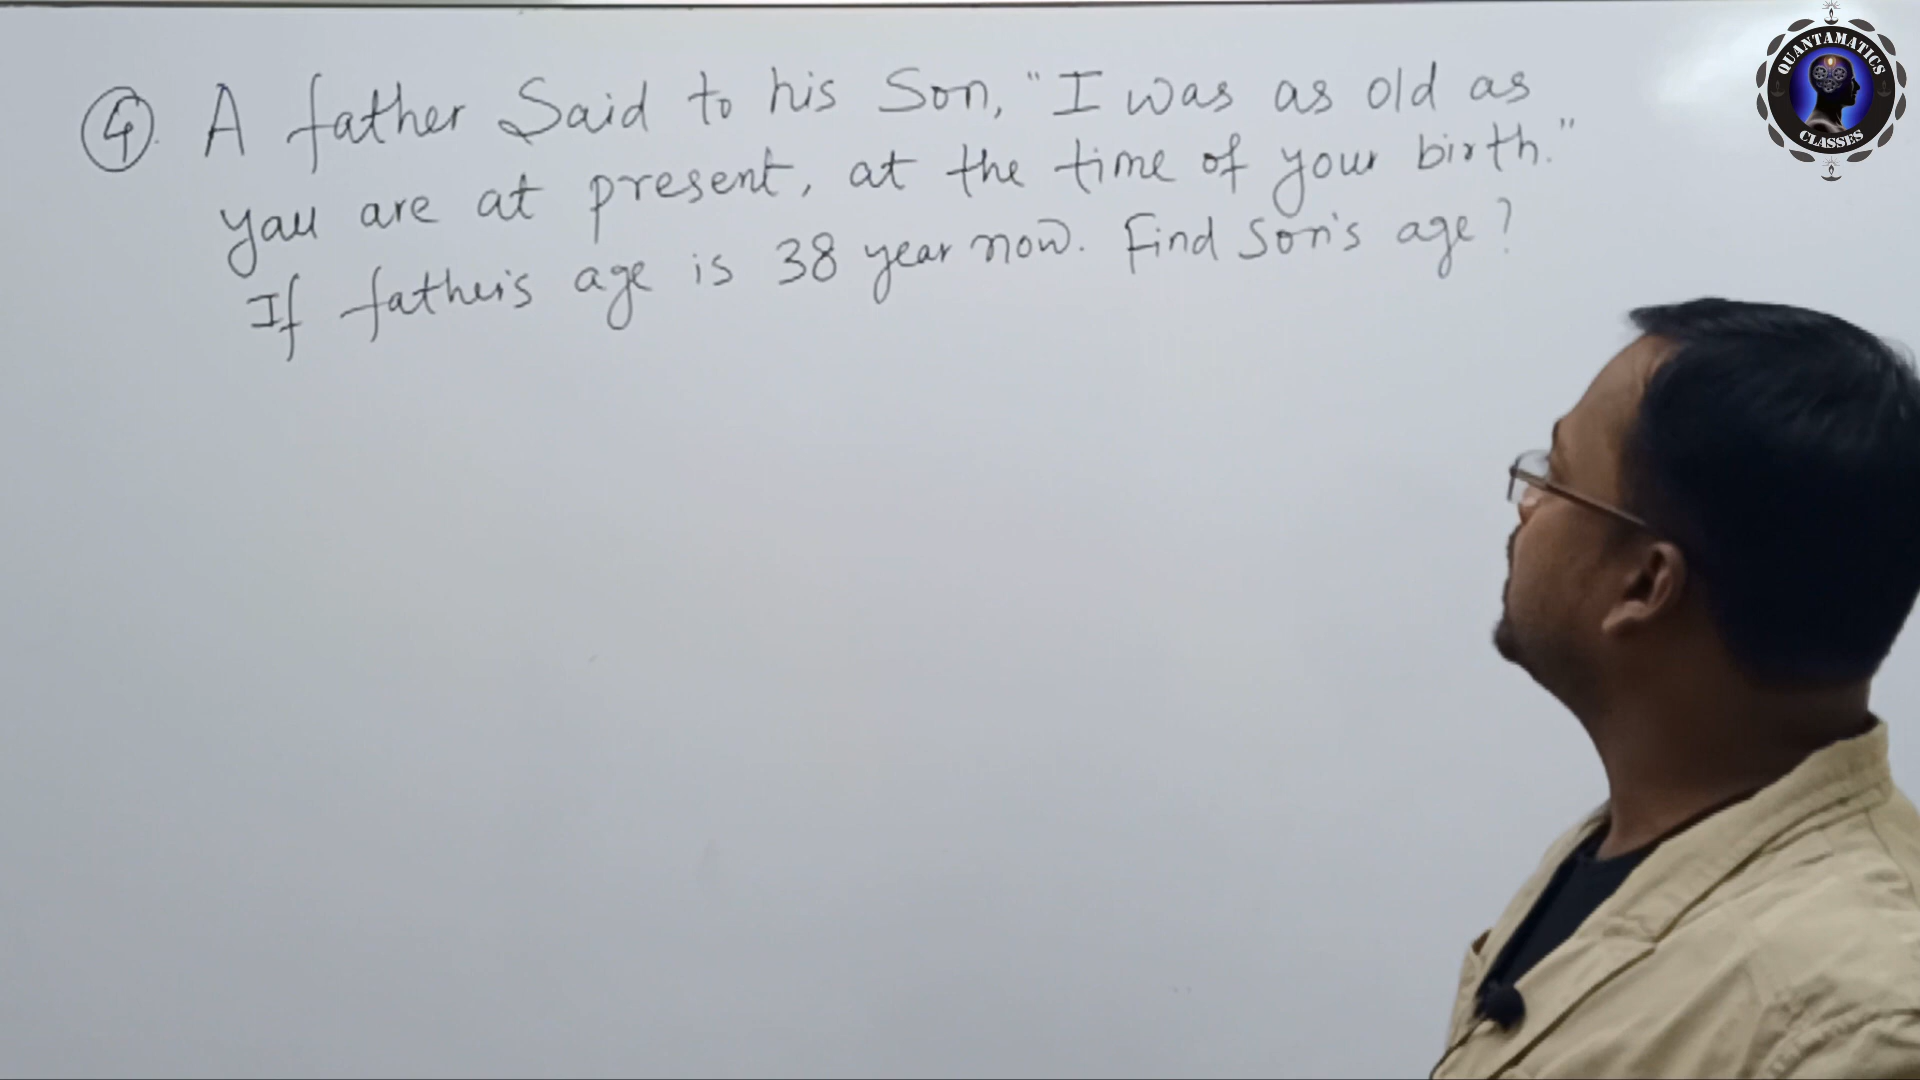 ④. A father Said to his Son, "I was as old as
you are at present, at the time of your birth."
If father's age is 38 year now. Find Son's age?
QUANTAMATICS
CLASSES